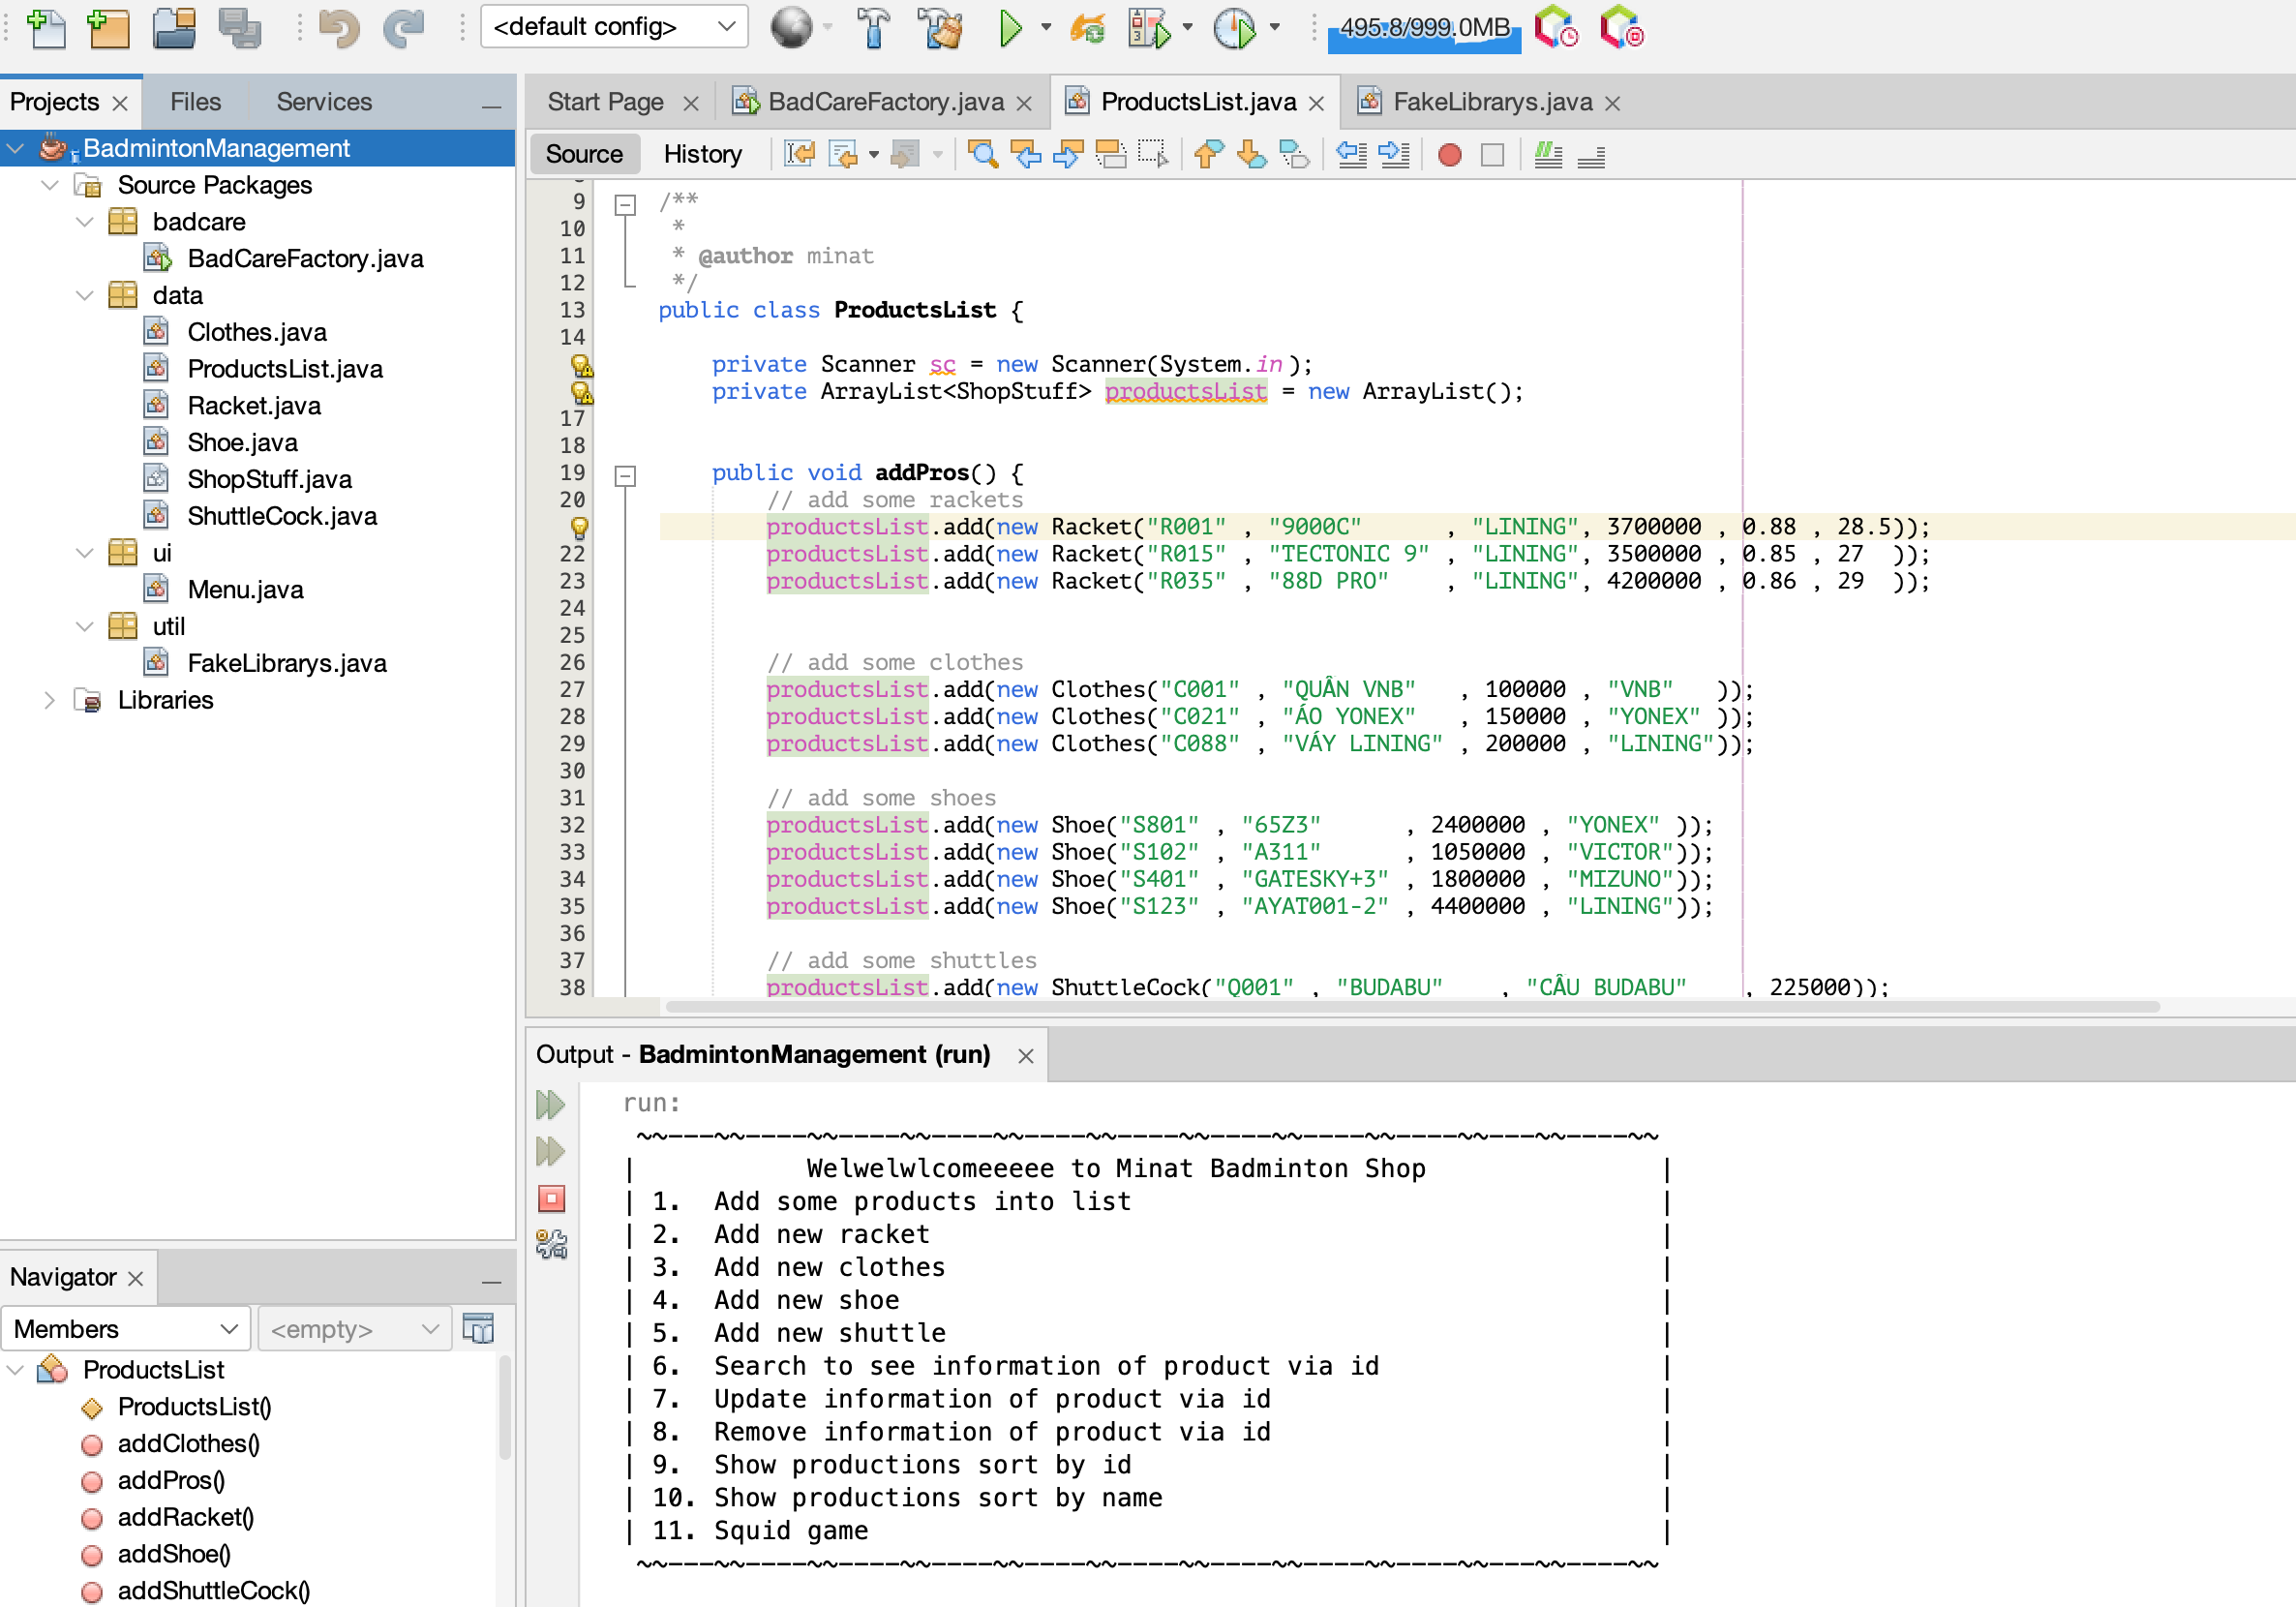 <default config>
495.8/999.0MB
Projects
Files
Services
BadmintonManagement
Source Packages
badcare
BadCareFactory.java
data
Clothes.java
ProductsList.java
Racket.java
Shoe.java
ShopStuff.java
ShuttleCock.java
ui
Menu.java
util
FakeLibrarys.java
Libraries
Navigator
Members
<empty>
ProductsList
ProductsList()
addClothes()
addPros()
addRacket()
addShoe()
addShuttleCock()
Start Page
BadCareFactory.java
ProductsList.java
FakeLibrarys.java
Source
History
9 /**
10 *
11 * @author minat
12 */
13 public class ProductsList {
14
private Scanner sc = new Scanner(System.in);
private ArrayList<ShopStuff> productsList = new ArrayList();
17
18
19 public void addPros() {
20 // add some rackets
productsList.add(new Racket("R001" , "9000C" , "LINING", 3700000 , 0.88 , 28.5));
22 productsList.add(new Racket("R015" , "TECTONIC 9" , "LINING", 3500000 , 0.85 , 27 ));
23 productsList.add(new Racket("R035" , "88D PRO" , "LINING", 4200000 , 0.86 , 29 ));
24
25
26 // add some clothes
27 productsList.add(new Clothes("C001" , "QUẦN VNB" , 100000 , "VNB" ));
28 productsList.add(new Clothes("C021" , "ÁO YONEX" , 150000 , "YONEX" ));
29 productsList.add(new Clothes("C088" , "VÁY LINING" , 200000 , "LINING"));
30
31 // add some shoes
32 productsList.add(new Shoe("S801" , "65Z3" , 2400000 , "YONEX" ));
33 productsList.add(new Shoe("S102" , "A311" , 1050000 , "VICTOR"));
34 productsList.add(new Shoe("S401" , "GATESKY+3" , 1800000 , "MIZUNO"));
35 productsList.add(new Shoe("S123" , "AYAT001-2" , 4400000 , "LINING"));
36
37 // add some shuttles
38 productsList.add(new ShuttleCock("Q001" , "BUDABU" , "CẦU BUDABU" , 225000));
Output - BadmintonManagement (run)
run:
~~---~~----~~----~~----~~----~~----~~----~~----~~----~~---~~----~~
| Welwelwlcomeeeee to Minat Badminton Shop |
| 1. Add some products into list |
| 2. Add new racket |
| 3. Add new clothes |
| 4. Add new shoe |
| 5. Add new shuttle |
| 6. Search to see information of product via id |
| 7. Update information of product via id |
| 8. Remove information of product via id |
| 9. Show productions sort by id |
| 10. Show productions sort by name |
| 11. Squid game |
~~---~~----~~----~~----~~----~~----~~----~~----~~----~~---~~----~~